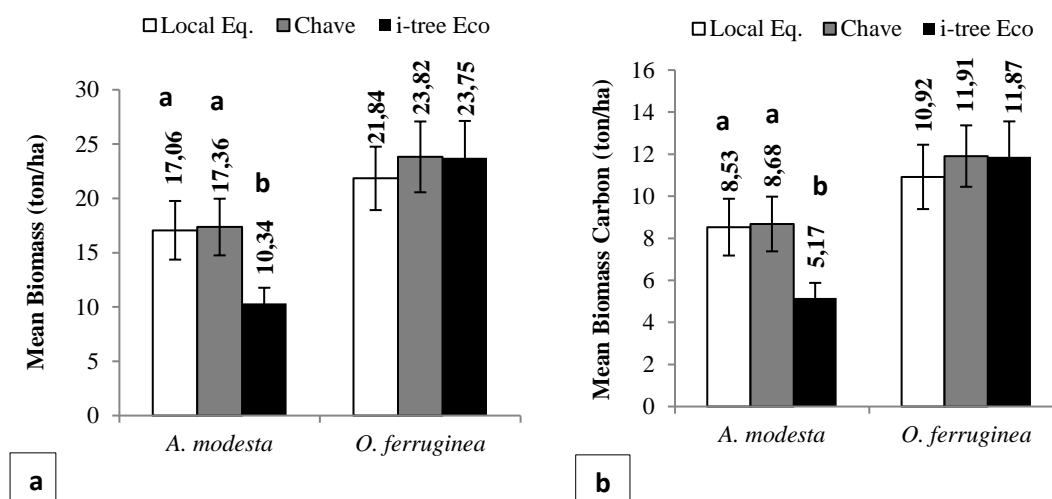 Local Eq. Chave i-tree Eco
Mean Biomass (ton/ha)
30
25
20
15
10
5
0
a a b
17,06 17,36 10,34 21,84 23,82 23,75
A. modesta O. ferruginea
a
Local Eq. Chave i-tree Eco
Mean Biomass Carbon (ton/ha)
16
14
12
10
8
6
4
2
0
a a b
8,53 8,68 5,17 10,92 11,91 11,87
A. modesta O. ferruginea
b